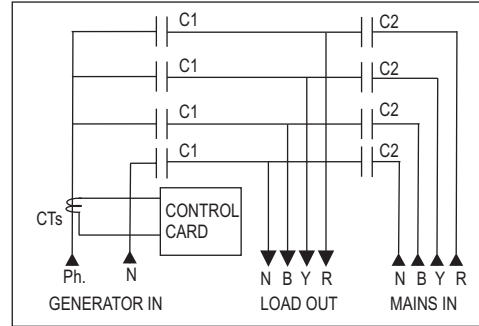 C1 C2
C1 C2
C1 C2
C1 C2
CTs
CONTROL
CARD
Ph. N N B Y R N B Y R
GENERATOR IN LOAD OUT MAINS IN